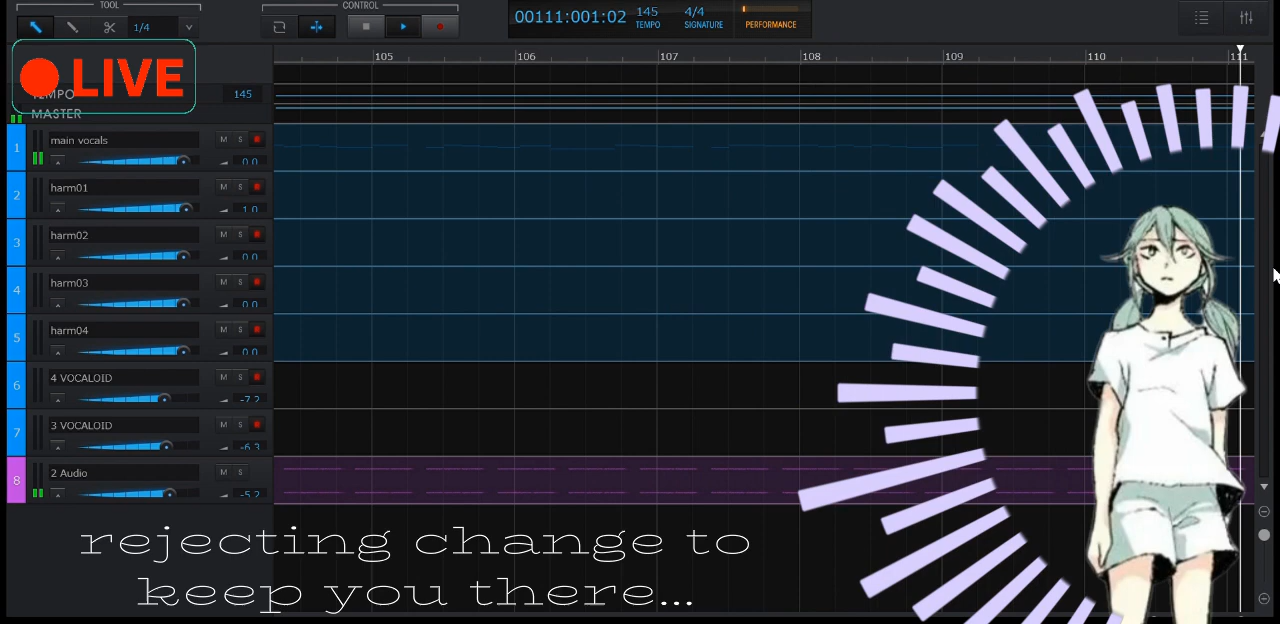 TOOL
CONTROL
1/4
00111:001:02
145
TEMPO
4/4
SIGNATURE
PERFORMANCE
LIVE
105 106 107 108 109 110 111
TEMPO 145
MASTER
1 main vocals M S
0.0
2 harm01 M S
1.0
3 harm02 M S
0.0
4 harm03 M S
0.0
5 harm04 M S
0.0
6 4 VOCALOID M S
-7.2
7 3 VOCALOID M S
-6.3
8 2 Audio M S
-5.2
rejecting change to
keep you there...